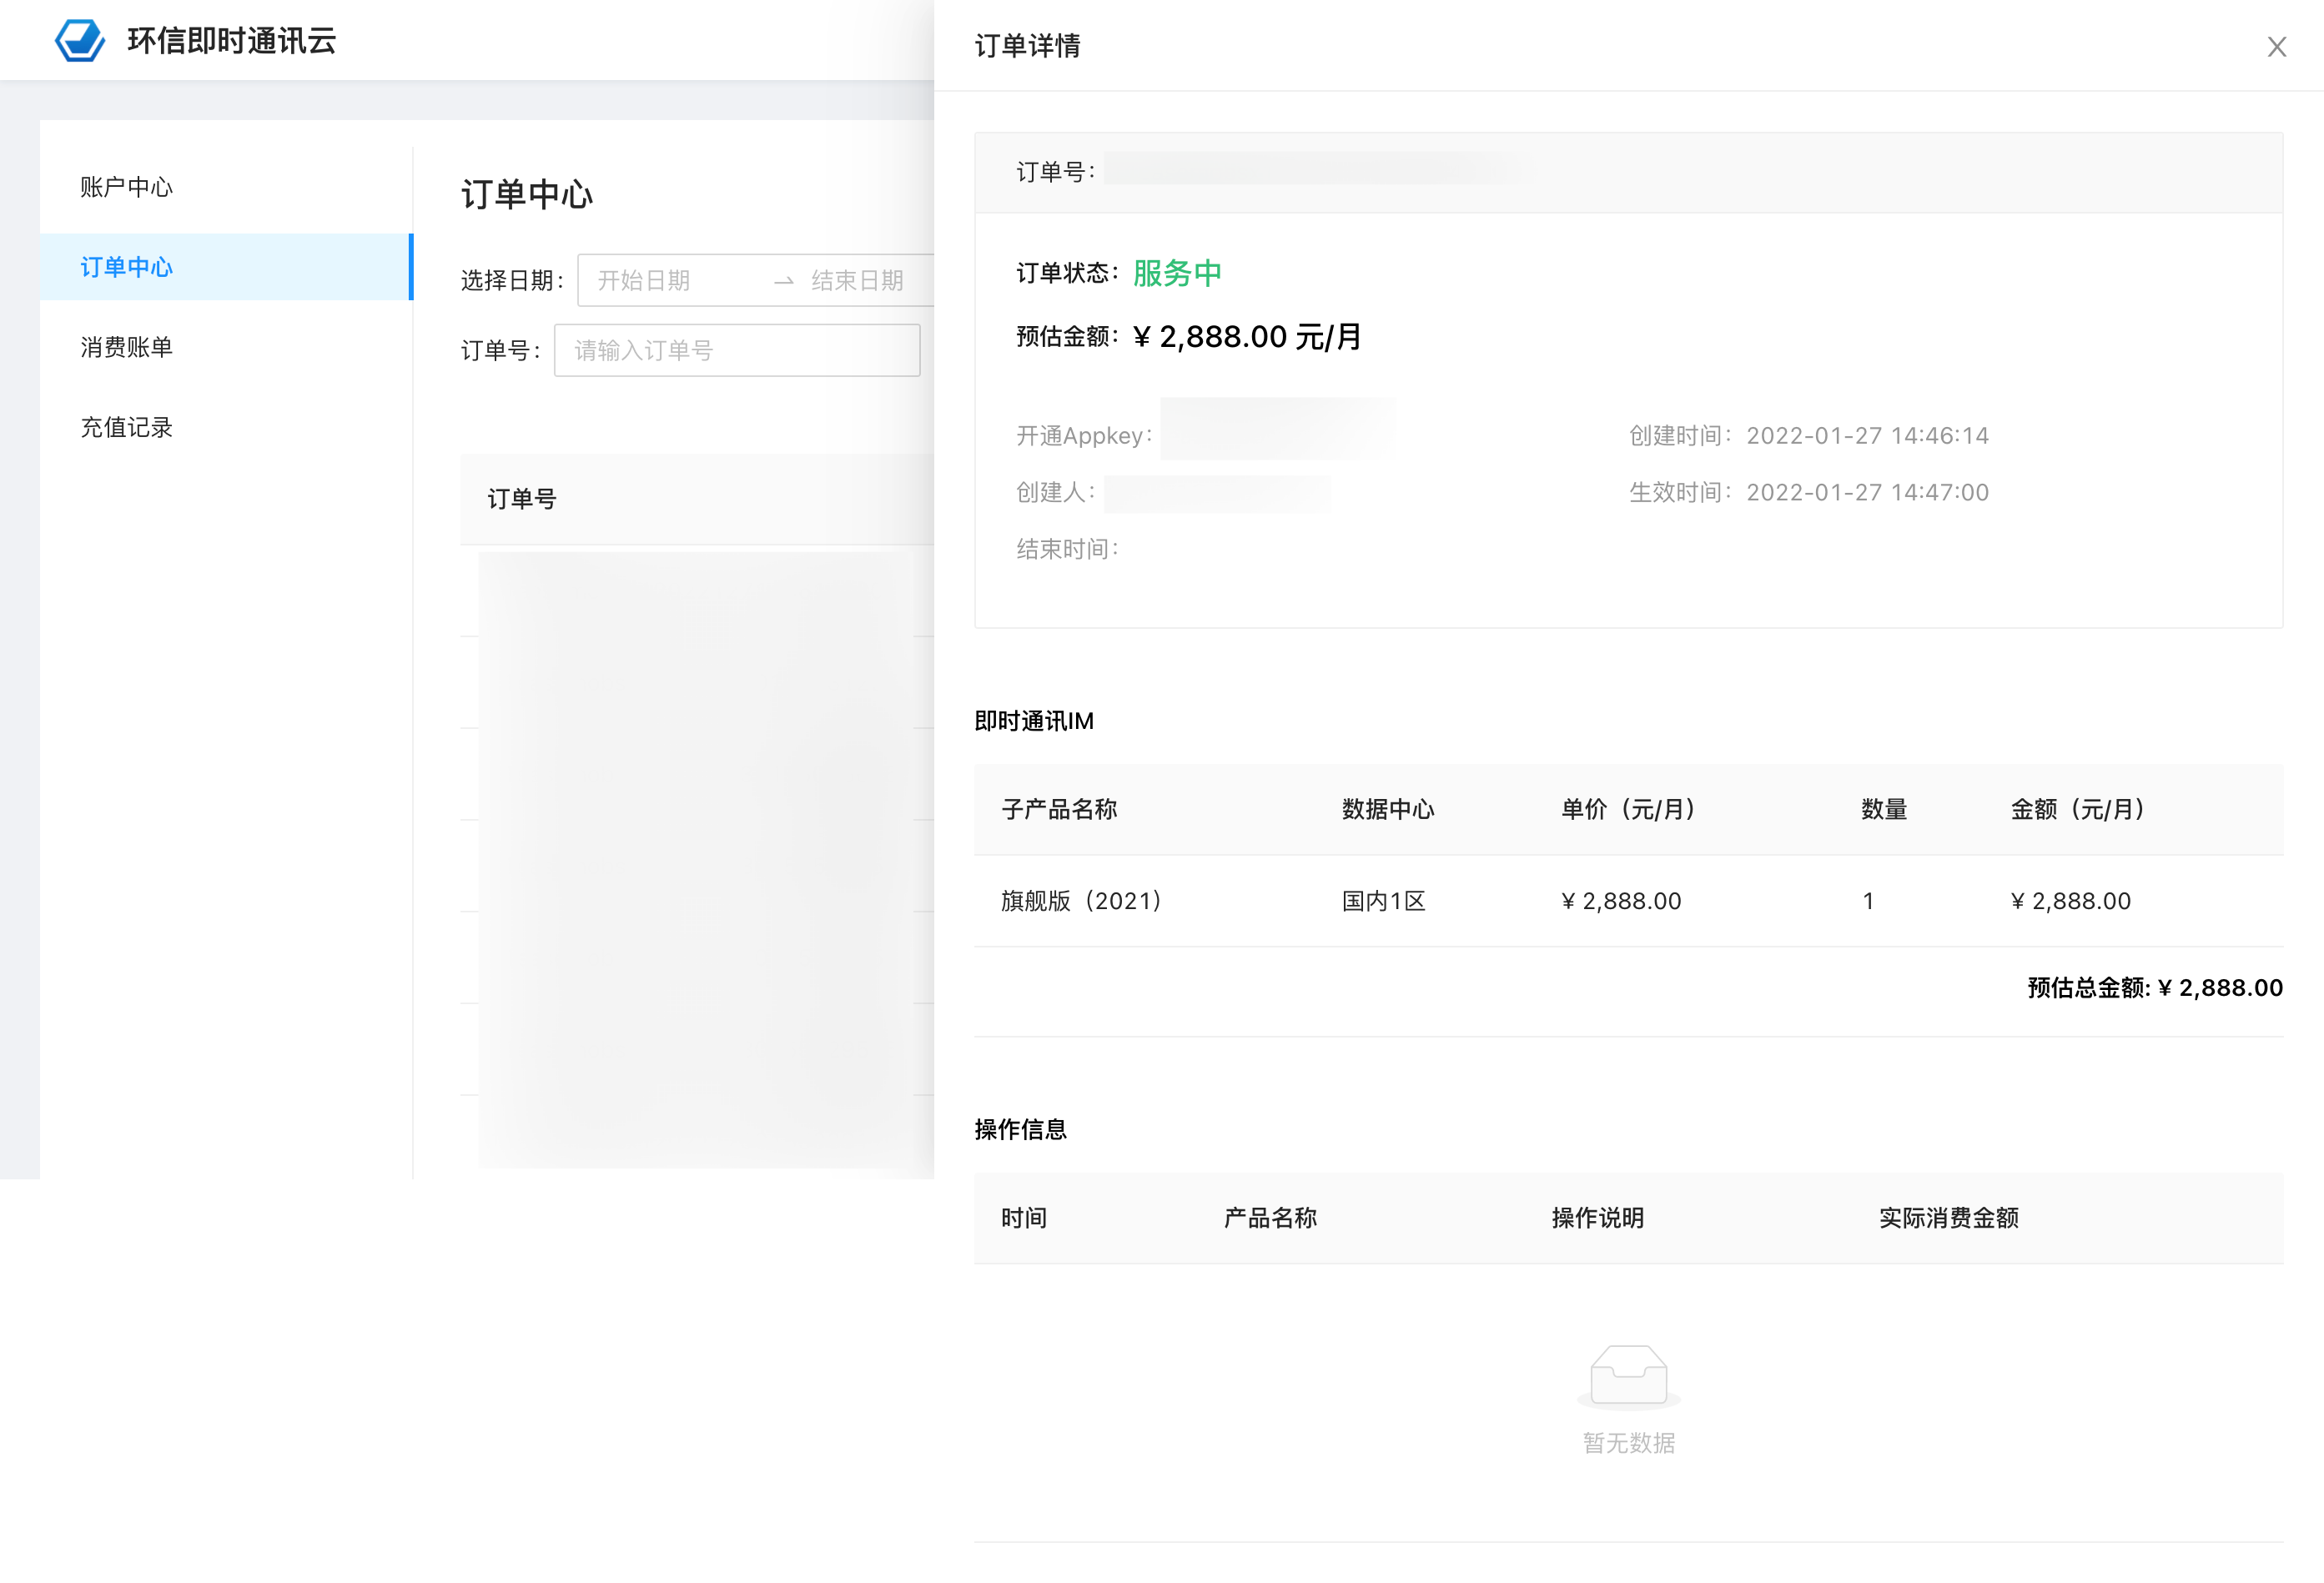 环信即时通讯云
账户中心
订单中心
消费账单
充值记录
订单中心
选择日期： 开始日期 → 结束日期
订单号： 请输入订单号
订单号
订单详情
订单号：
订单状态： 服务中
预估金额： ¥ 2,888.00 元/月
开通Appkey： 创建时间： 2022-01-27 14:46:14
创建人： 生效时间： 2022-01-27 14:47:00
结束时间：
即时通讯IM
子产品名称 数据中心 单价（元/月） 数量 金额（元/月）
旗舰版（2021） 国内1区 ¥ 2,888.00 1 ¥ 2,888.00
预估总金额: ¥ 2,888.00
操作信息
时间 产品名称 操作说明 实际消费金额
暂无数据